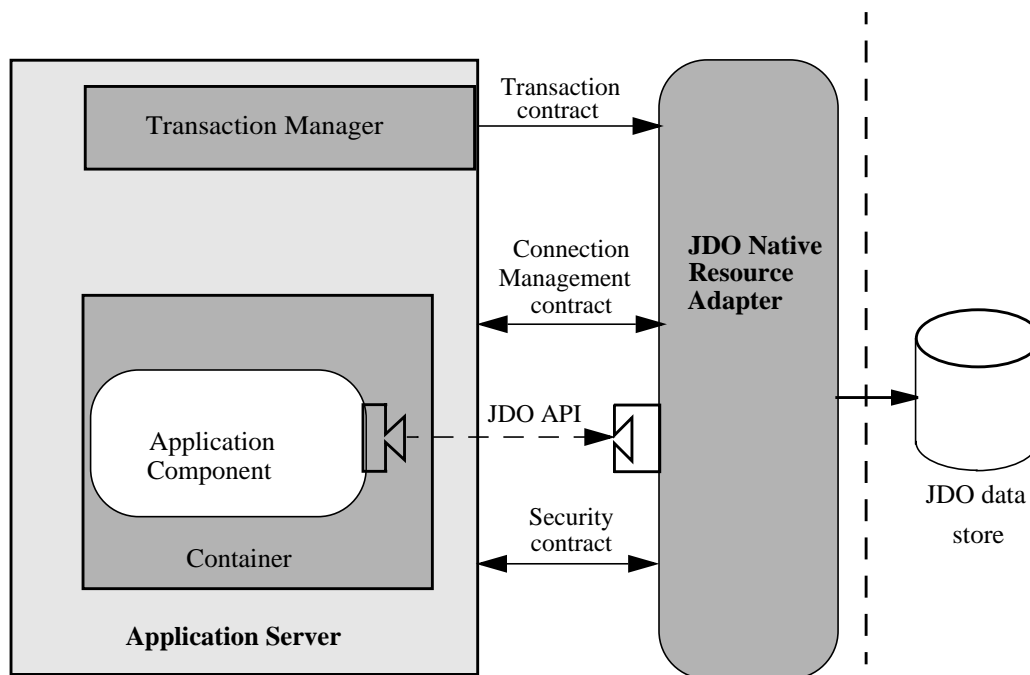 Transaction
contract
Transaction Manager
Connection
Management
contract
JDO Native
Resource
Adapter
JDO API
Application
Component
Security
contract
Container
Application Server
JDO data
store